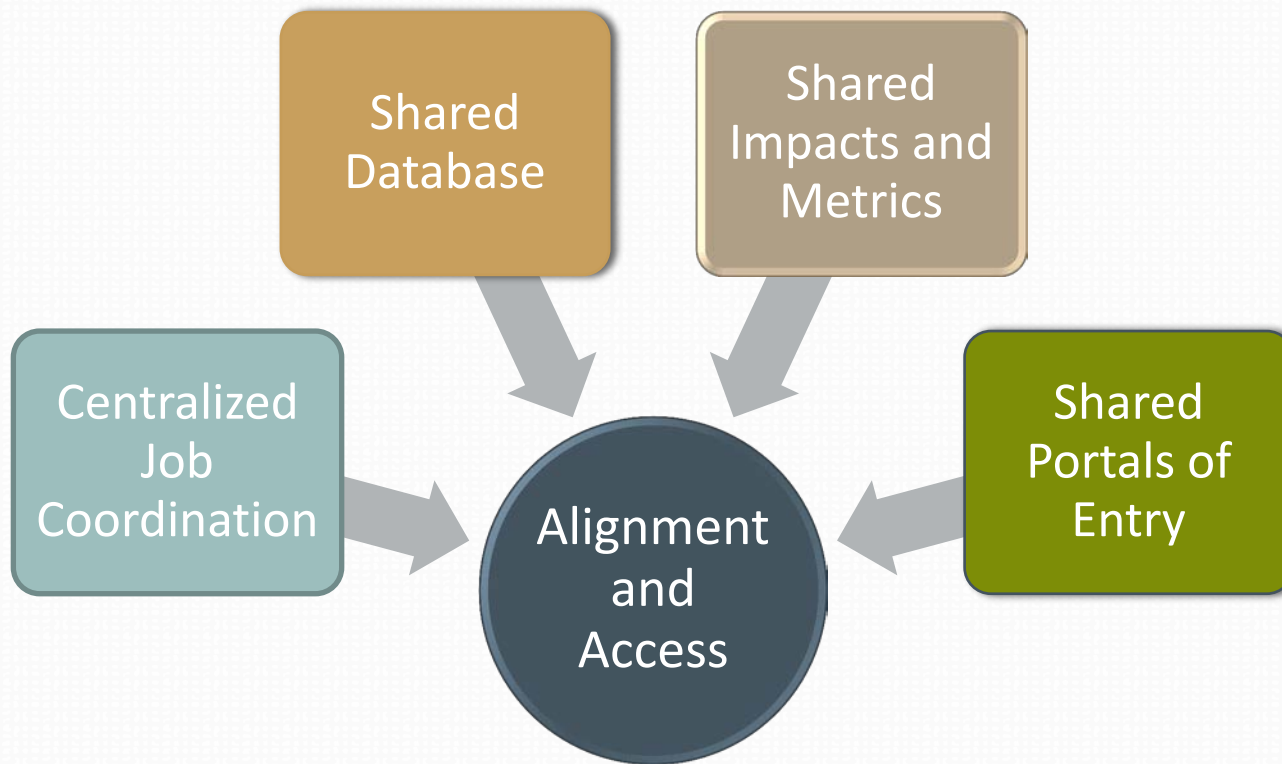 Shared
Database
Shared
Impacts and
Metrics
Centralized
Job
Coordination
Shared
Portals of
Entry
Alignment
and
Access